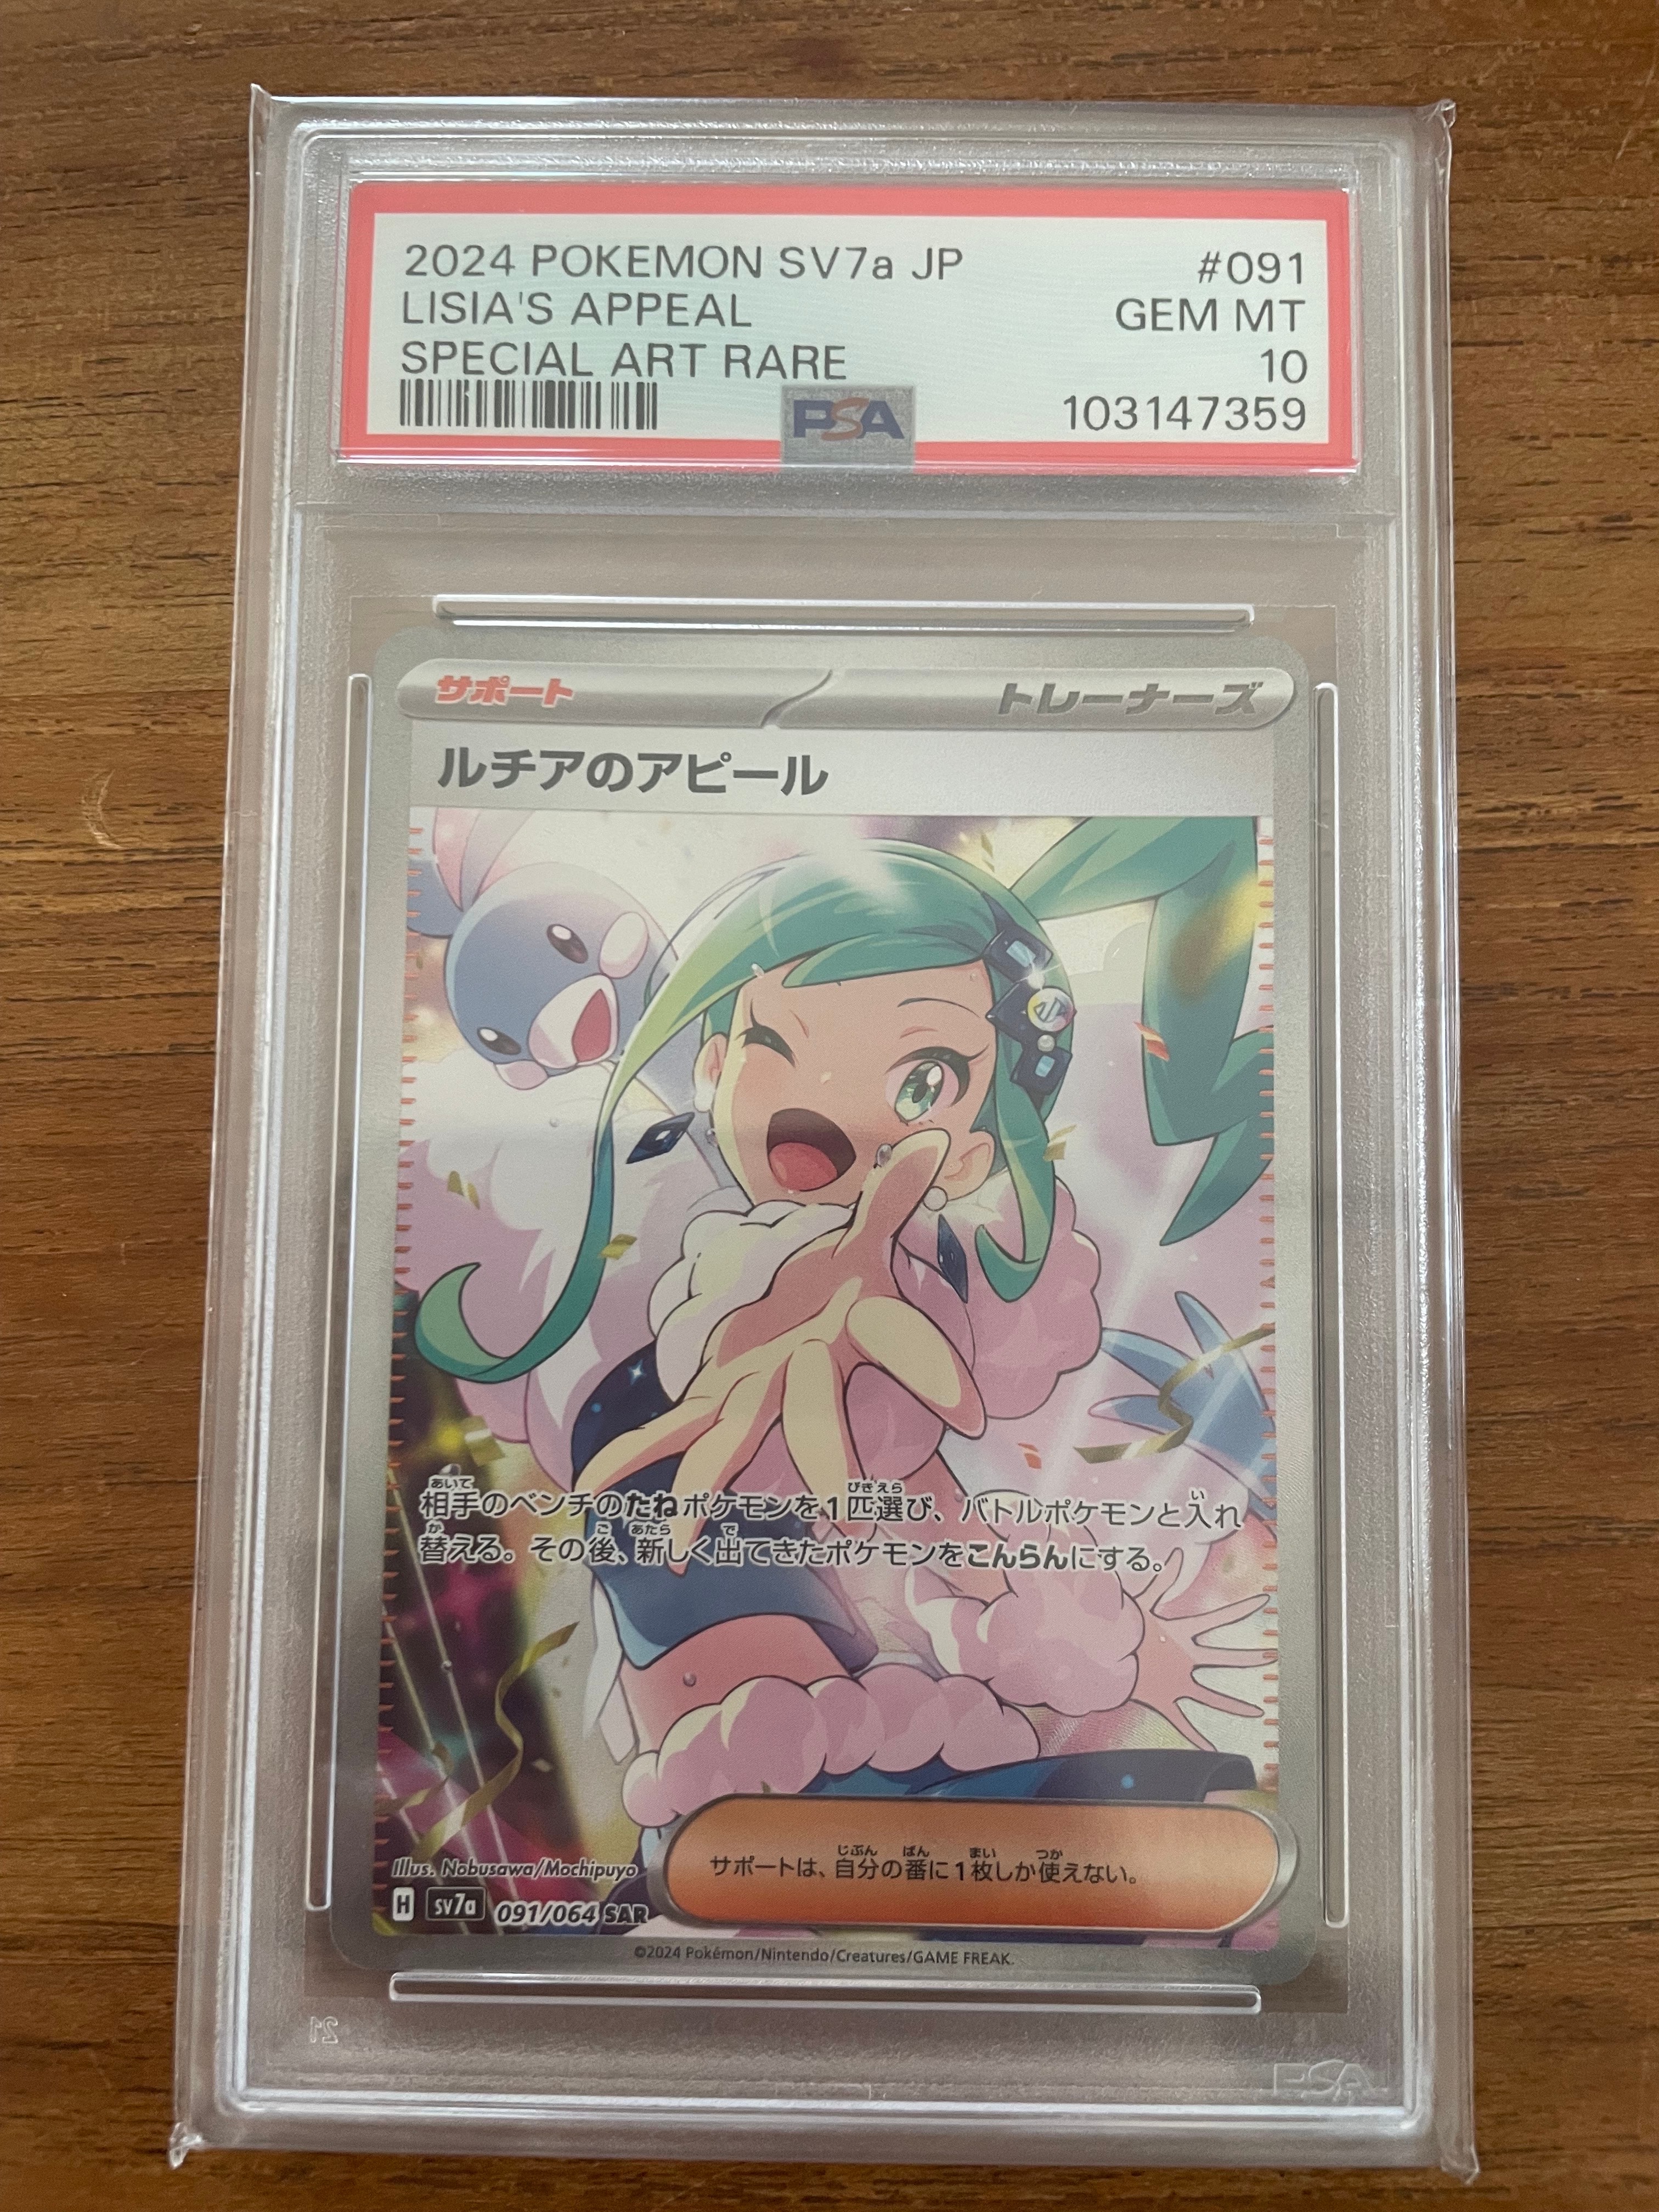 2024 POKEMON SV7a JP #091
LISIA'S APPEAL GEM MT
SPECIAL ART RARE 10
PSA 103147359
サポート トレーナーズ
ルチアのアピール
相手のベンチのたねポケモンを1匹選び、バトルポケモンと入れ
替える。その後、新しく出てきたポケモンをこんらんにする。
サポートは、自分の番に1枚しか使えない。
Illus. Nobusawa/Mochipuyo
H sv7a 091/064 SAR
©2024 Pokémon/Nintendo/Creatures/GAME FREAK.
PSA